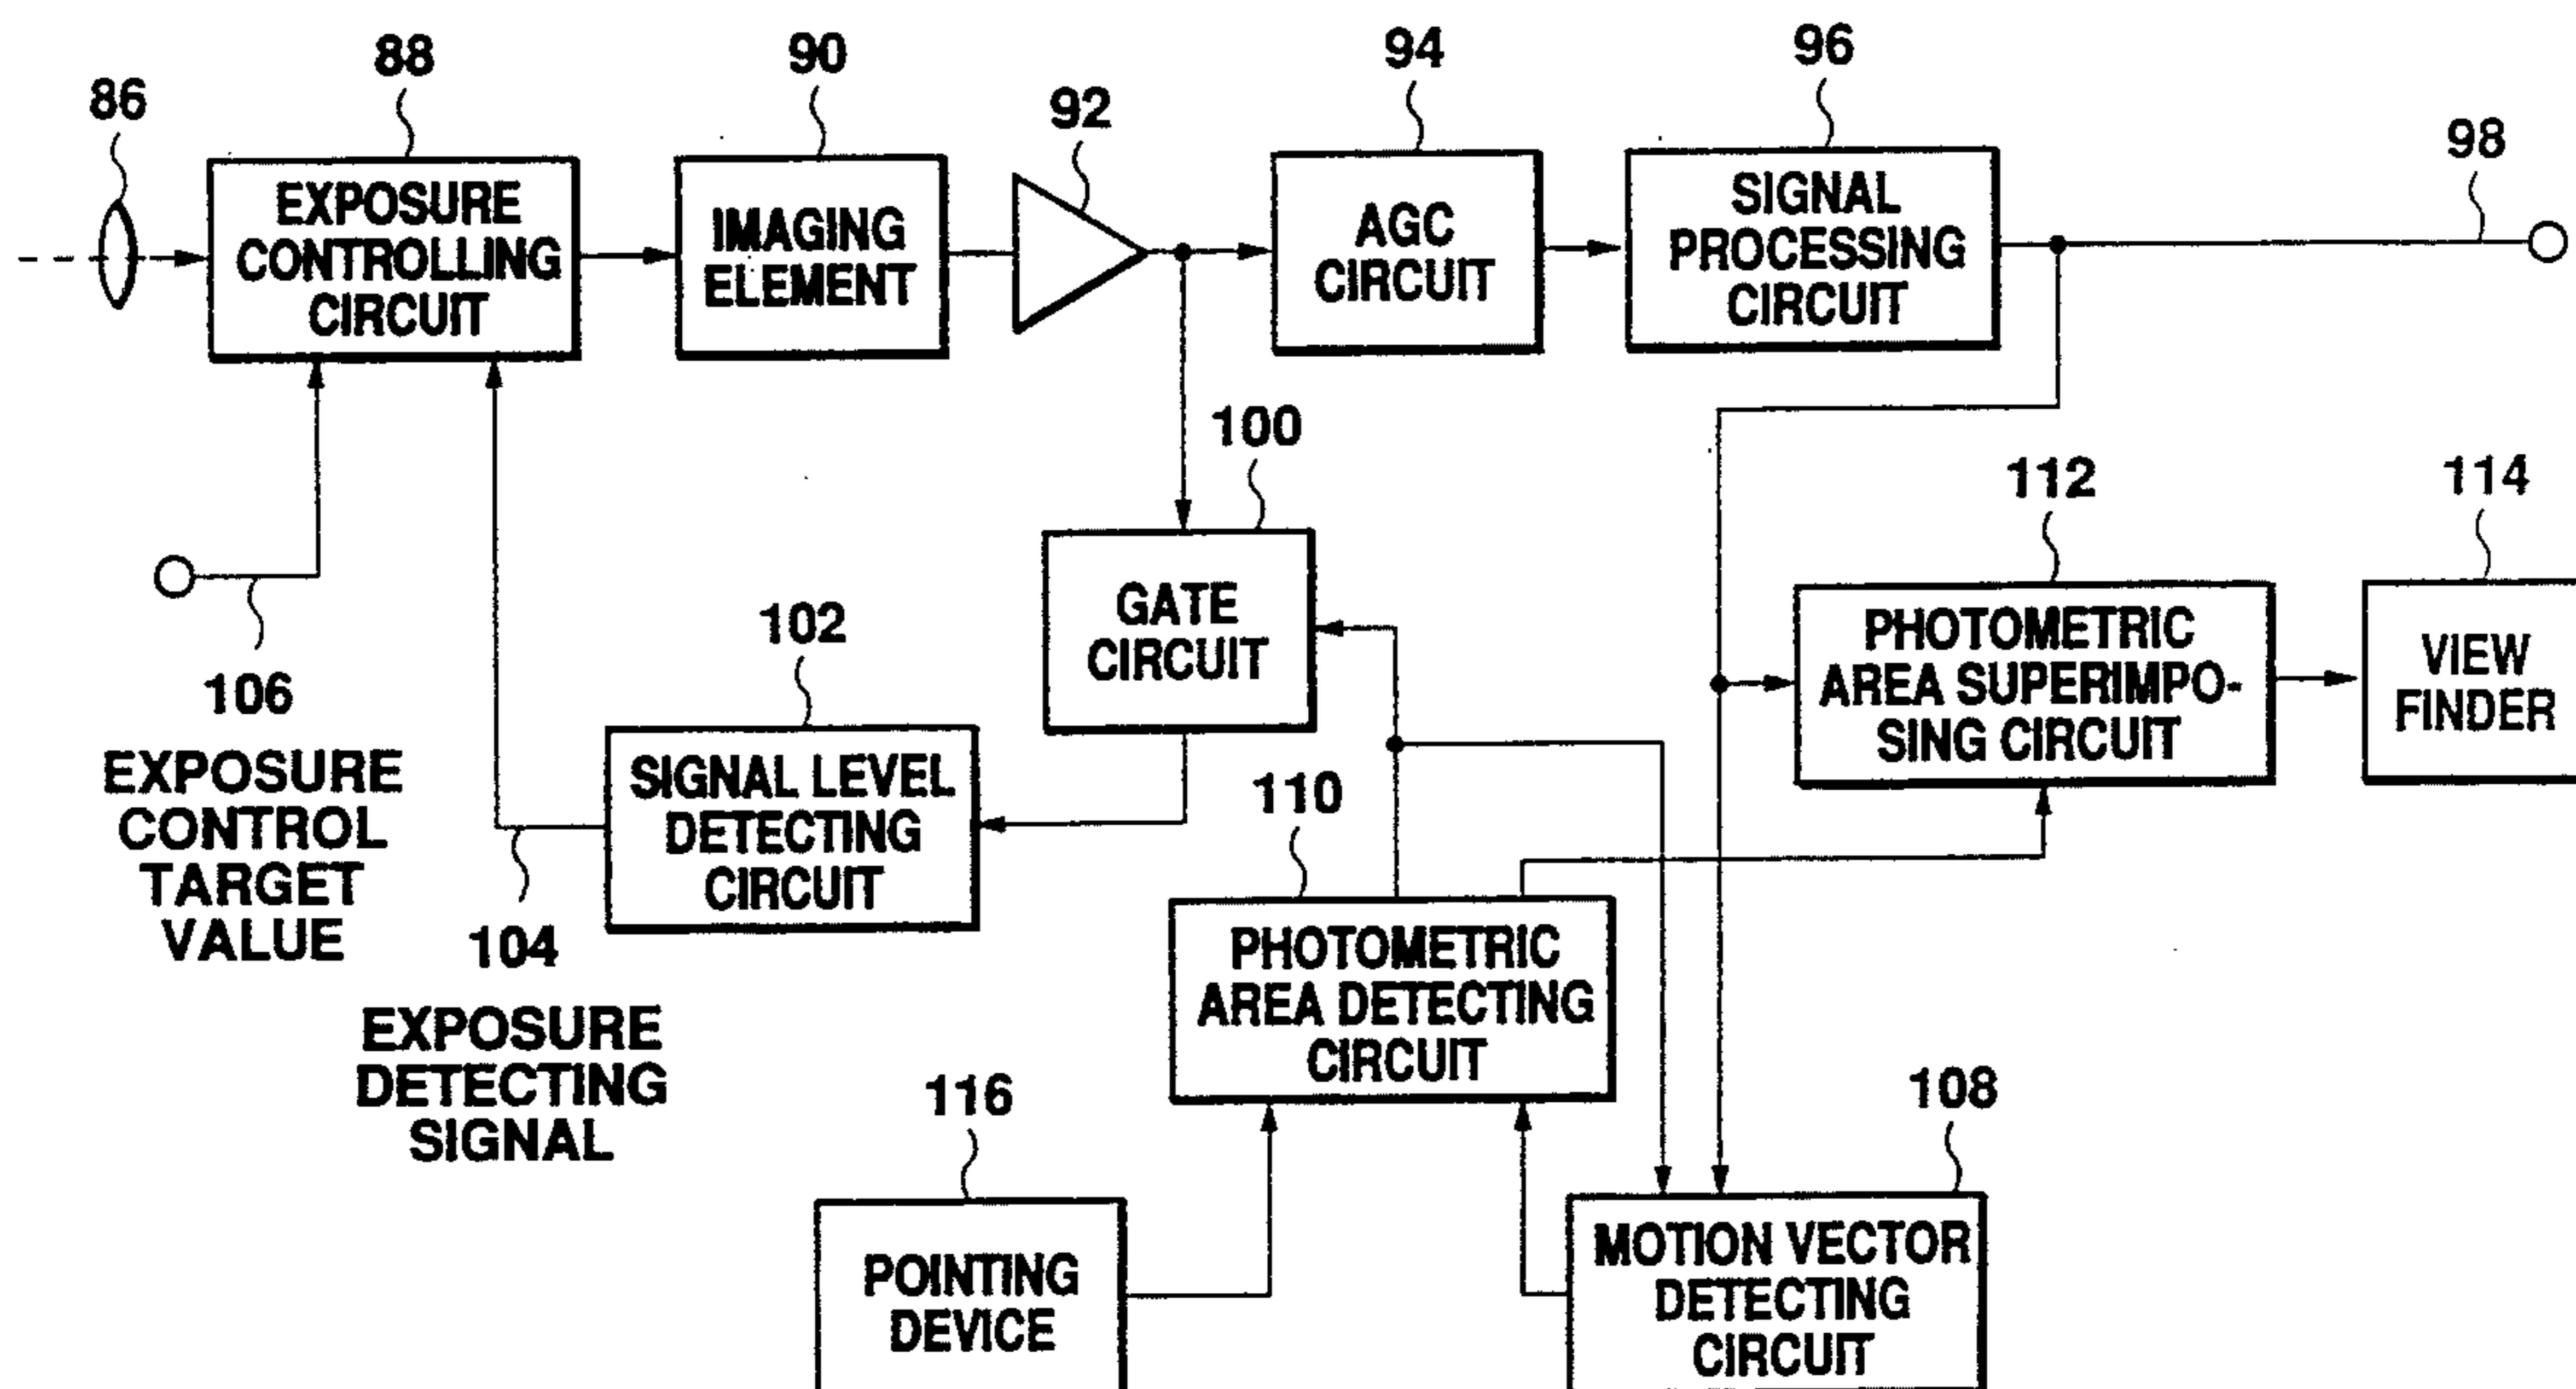 86
88
EXPOSURE
CONTROLLING
CIRCUIT
90
IMAGING
ELEMENT
92
94
AGC
CIRCUIT
96
SIGNAL
PROCESSING
CIRCUIT
98
106
EXPOSURE
CONTROL
TARGET
VALUE
104
EXPOSURE
DETECTING
SIGNAL
102
SIGNAL LEVEL
DETECTING
CIRCUIT
100
GATE
CIRCUIT
112
PHOTOMETRIC
AREA SUPERIMPO-
SING CIRCUIT
114
VIEW
FINDER
110
PHOTOMETRIC
AREA DETECTING
CIRCUIT
116
POINTING
DEVICE
108
MOTION VECTOR
DETECTING
CIRCUIT